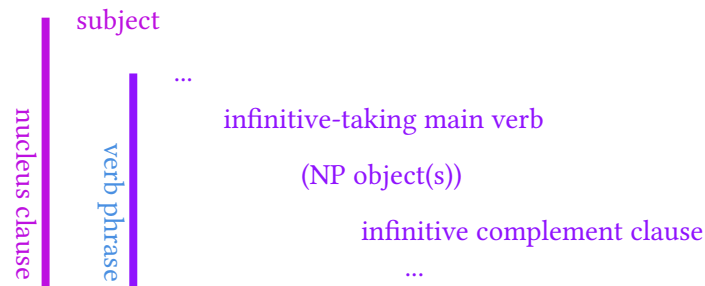 subject
...
infinitive-taking main verb
(NP object(s))
infinitive complement clause
...
nucleus clause
verb phrase